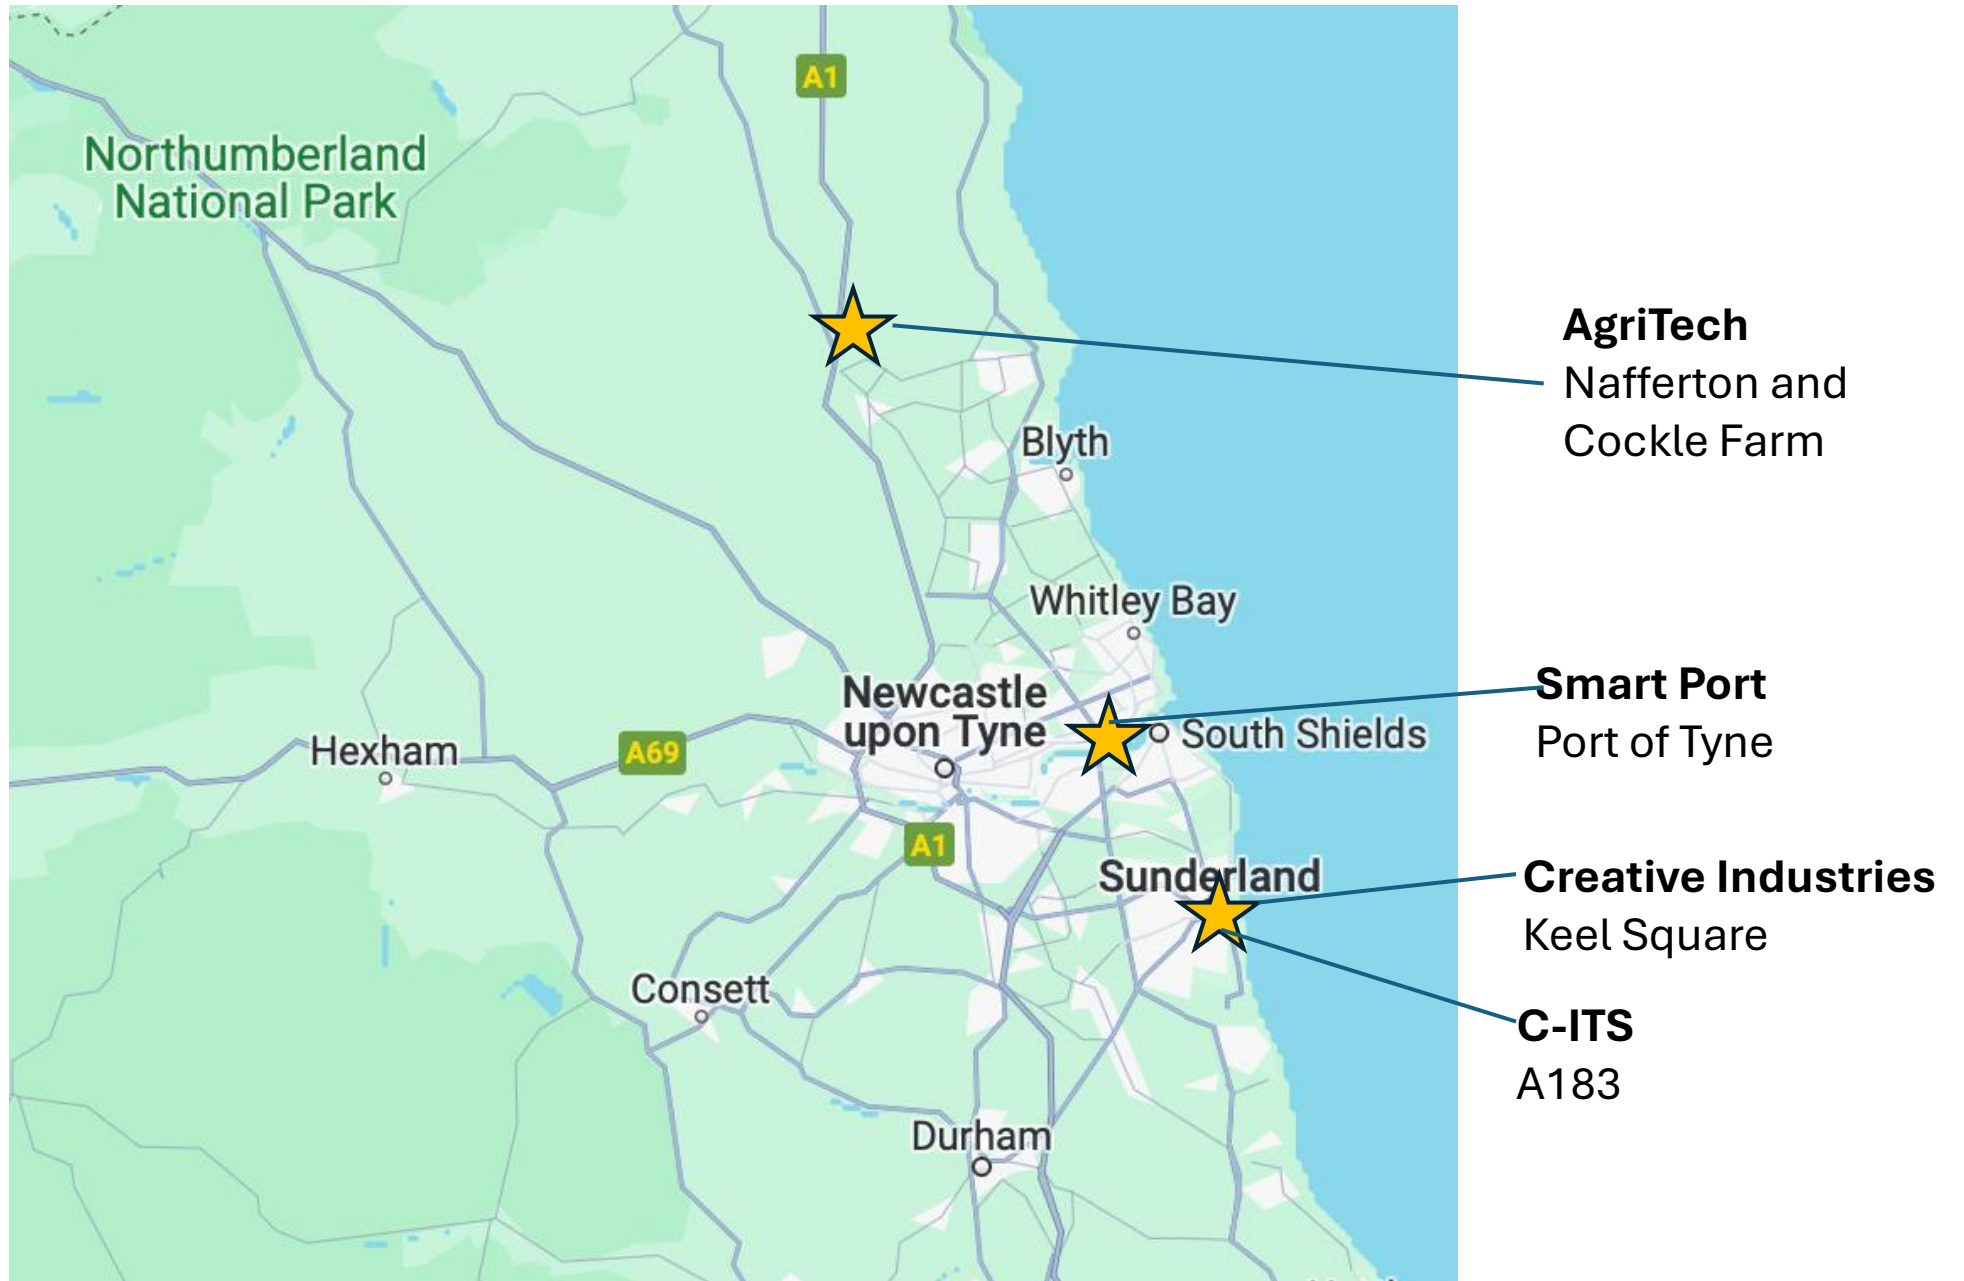 A1
Northumberland
National Park
AgriTech
Nafferton and
Cockle Farm
Blyth
Whitley Bay
Newcastle
upon Tyne
Smart Port
Port of Tyne
South Shields
Hexham
A69
A1
Sunderland
Creative Industries
Keel Square
Consett
C-ITS
A183
Durham